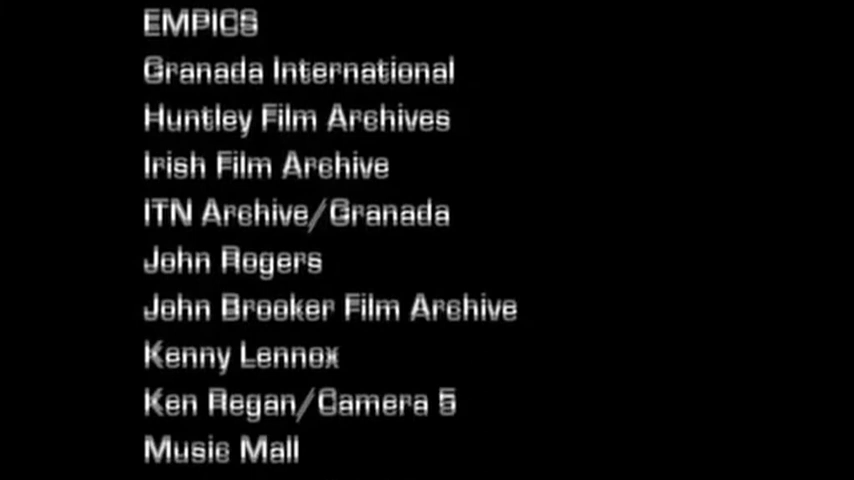 EMPICS
Granada International
Huntley Film Archives
Irish Film Archive
ITN Archive/Granada
John Rogers
John Brooker Film Archive
Kenny Lennox
Ken Regan/Camera 5
Music Mall